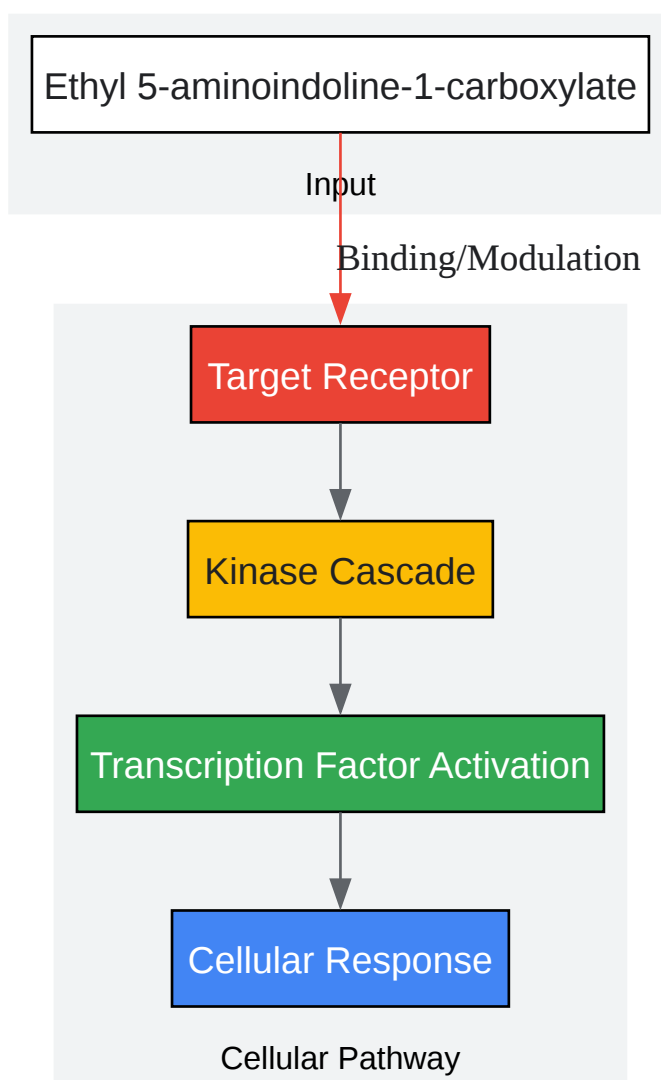 Ethyl 5-aminoindoline-1-carboxylate
Input
Binding/Modulation
Target Receptor
Kinase Cascade
Transcription Factor Activation
Cellular Response
Cellular Pathway